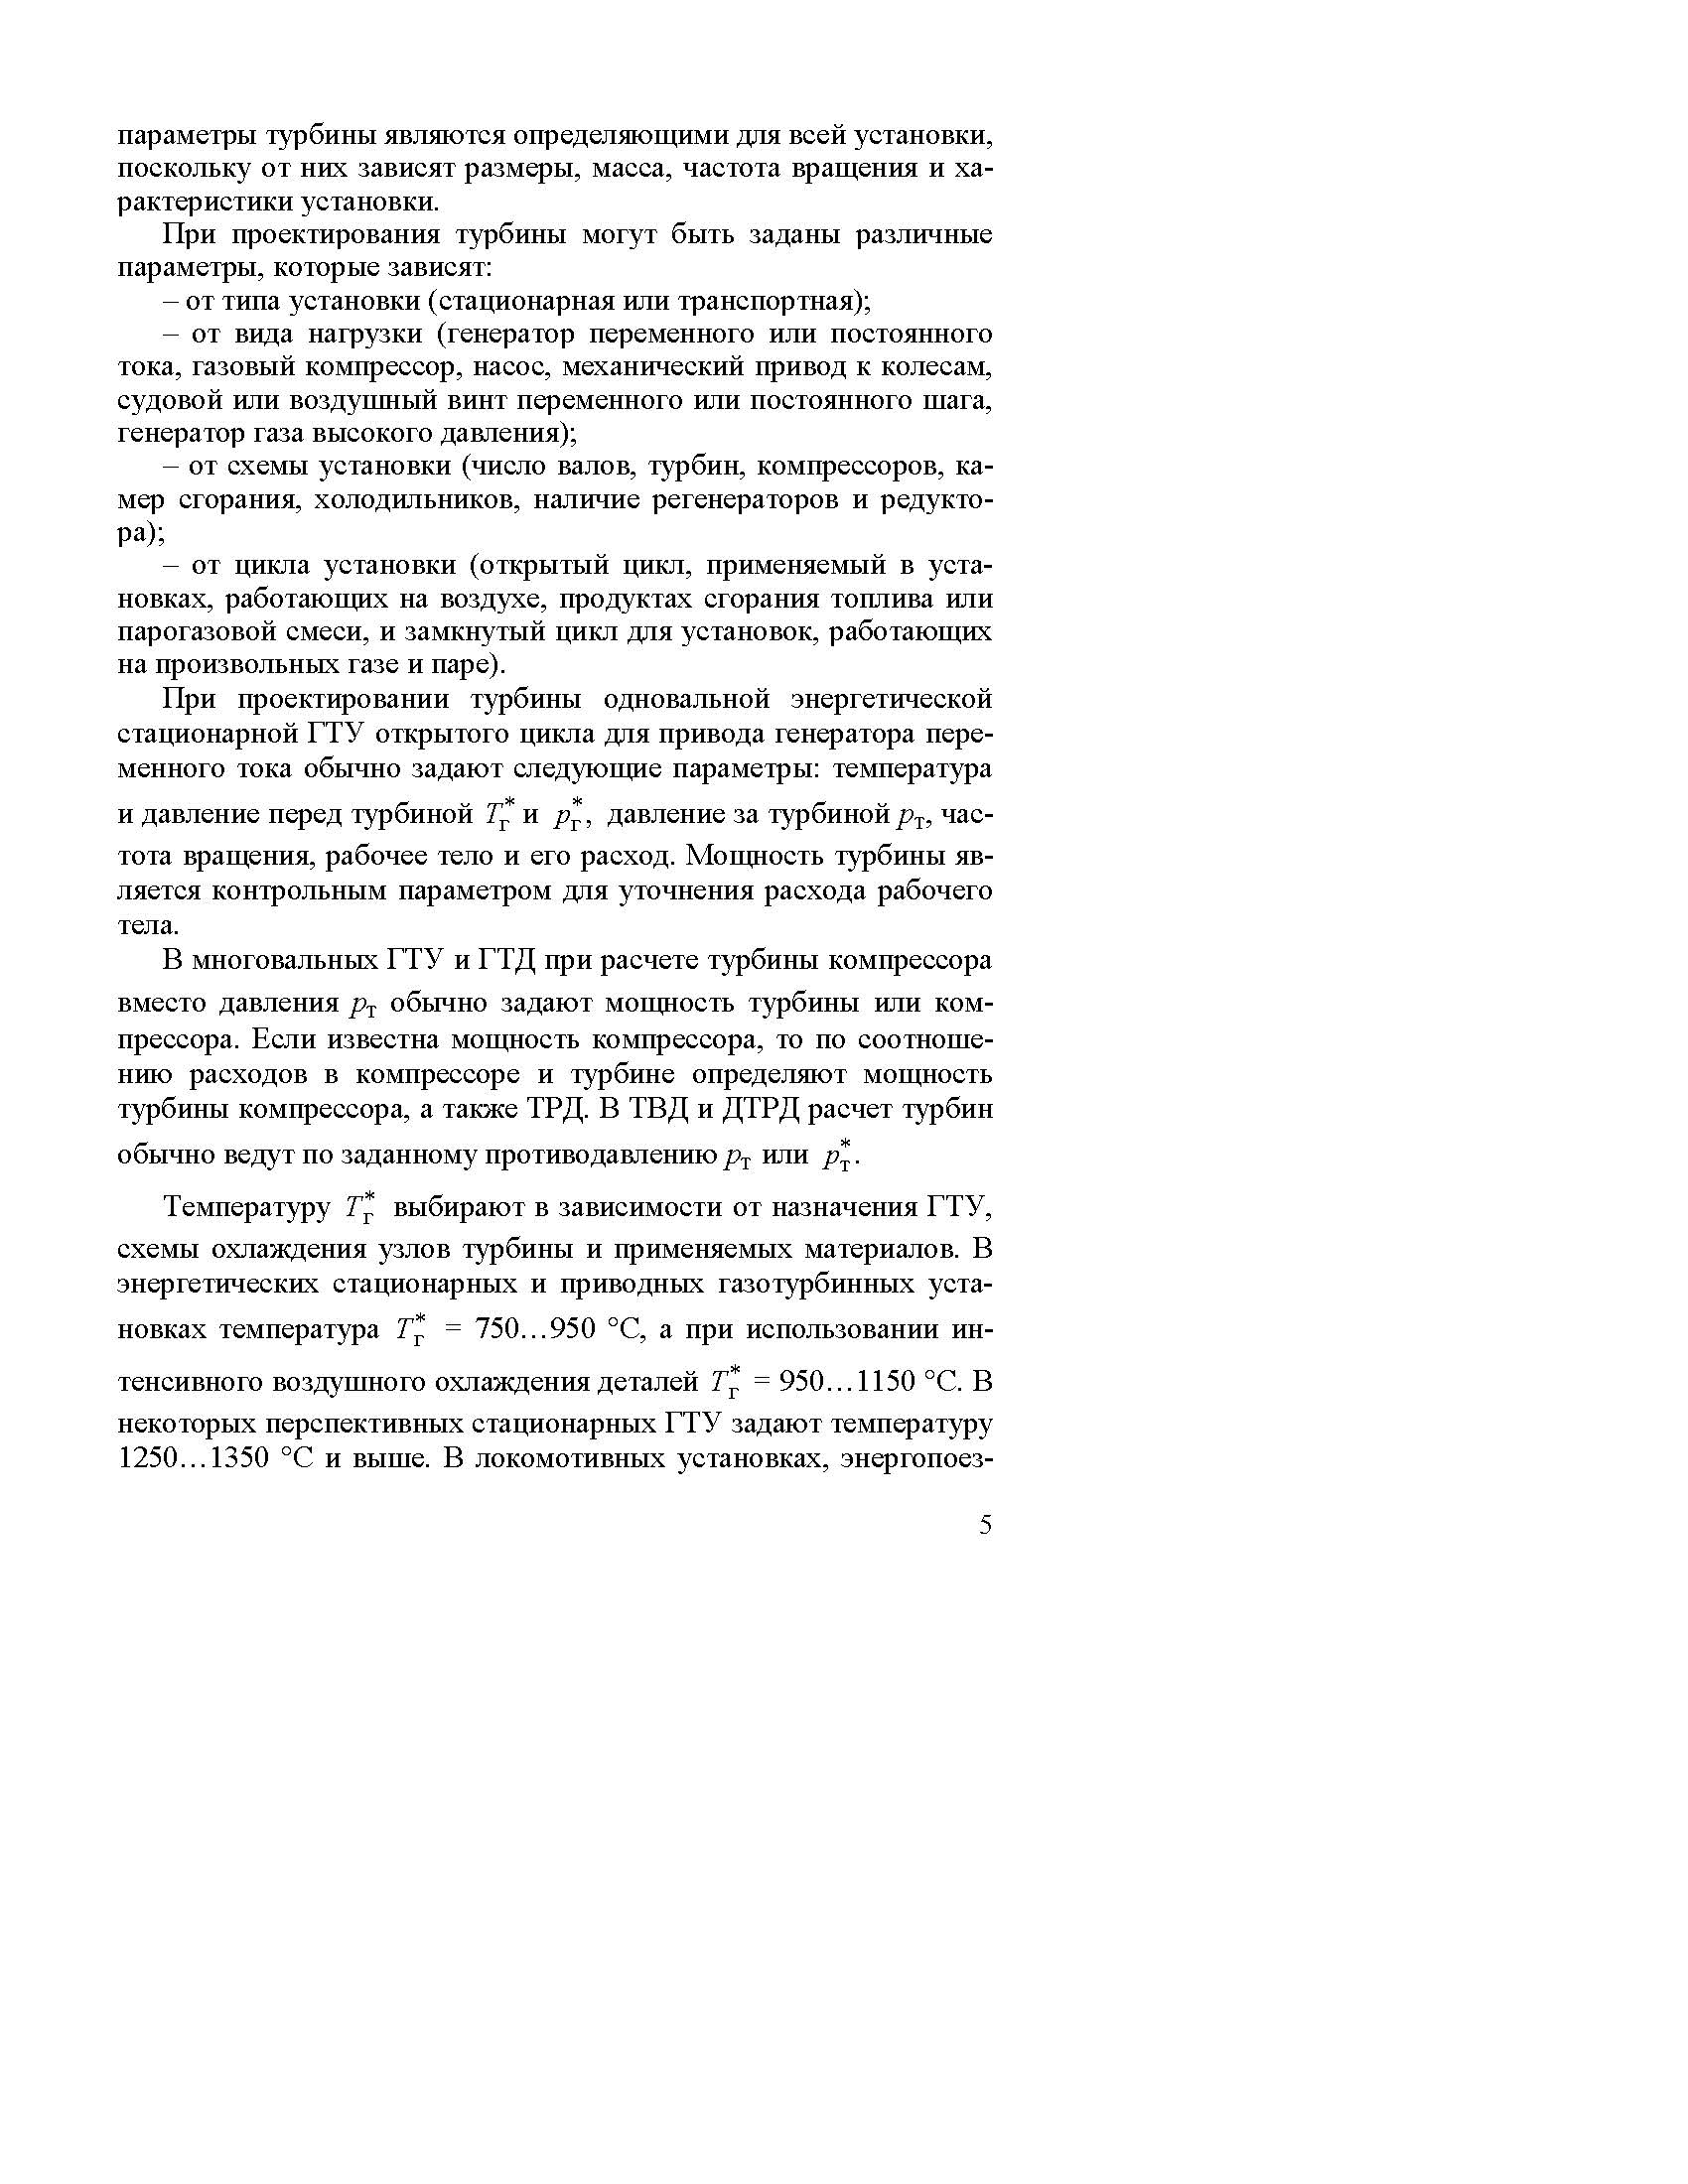 параметры турбины являются определяющими для всей установки,
поскольку от них зависят размеры, масса, частота вращения и ха-
рактеристики установки.
При проектирования турбины могут быть заданы различные
параметры, которые зависят:
– от типа установки (стационарная или транспортная);
– от вида нагрузки (генератор переменного или постоянного
тока, газовый компрессор, насос, механический привод к колесам,
судовой или воздушный винт переменного или постоянного шага,
генератор газа высокого давления);
– от схемы установки (число валов, турбин, компрессоров, ка-
мер сгорания, холодильников, наличие регенераторов и редукто-
ра);
– от цикла установки (открытый цикл, применяемый в уста-
новках, работающих на воздухе, продуктах сгорания топлива или
парогазовой смеси, и замкнутый цикл для установок, работающих
на произвольных газе и паре).
При проектировании турбины одновальной энергетической
стационарной ГТУ открытого цикла для привода генератора пере-
менного тока обычно задают следующие параметры: температура
и давление перед турбиной T*г и p*г, давление за турбиной pт, час-
тота вращения, рабочее тело и его расход. Мощность турбины яв-
ляется контрольным параметром для уточнения расхода рабочего
тела.
В многовальных ГТУ и ГТД при расчете турбины компрессора
вместо давления pт обычно задают мощность турбины или ком-
прессора. Если известна мощность компрессора, то по соотноше-
нию расходов в компрессоре и турбине определяют мощность
турбины компрессора, а также ТРД. В ТВД и ДТРД расчет турбин
обычно ведут по заданному противодавлению pт или p*т.
Температуру T*г выбирают в зависимости от назначения ГТУ,
схемы охлаждения узлов турбины и применяемых материалов. В
энергетических стационарных и приводных газотурбинных уста-
новках температура T*г = 750…950 °С, а при использовании ин-
тенсивного воздушного охлаждения деталей T*г = 950…1150 °С. В
некоторых перспективных стационарных ГТУ задают температуру
1250…1350 °С и выше. В локомотивных установках, энергопоез-
5